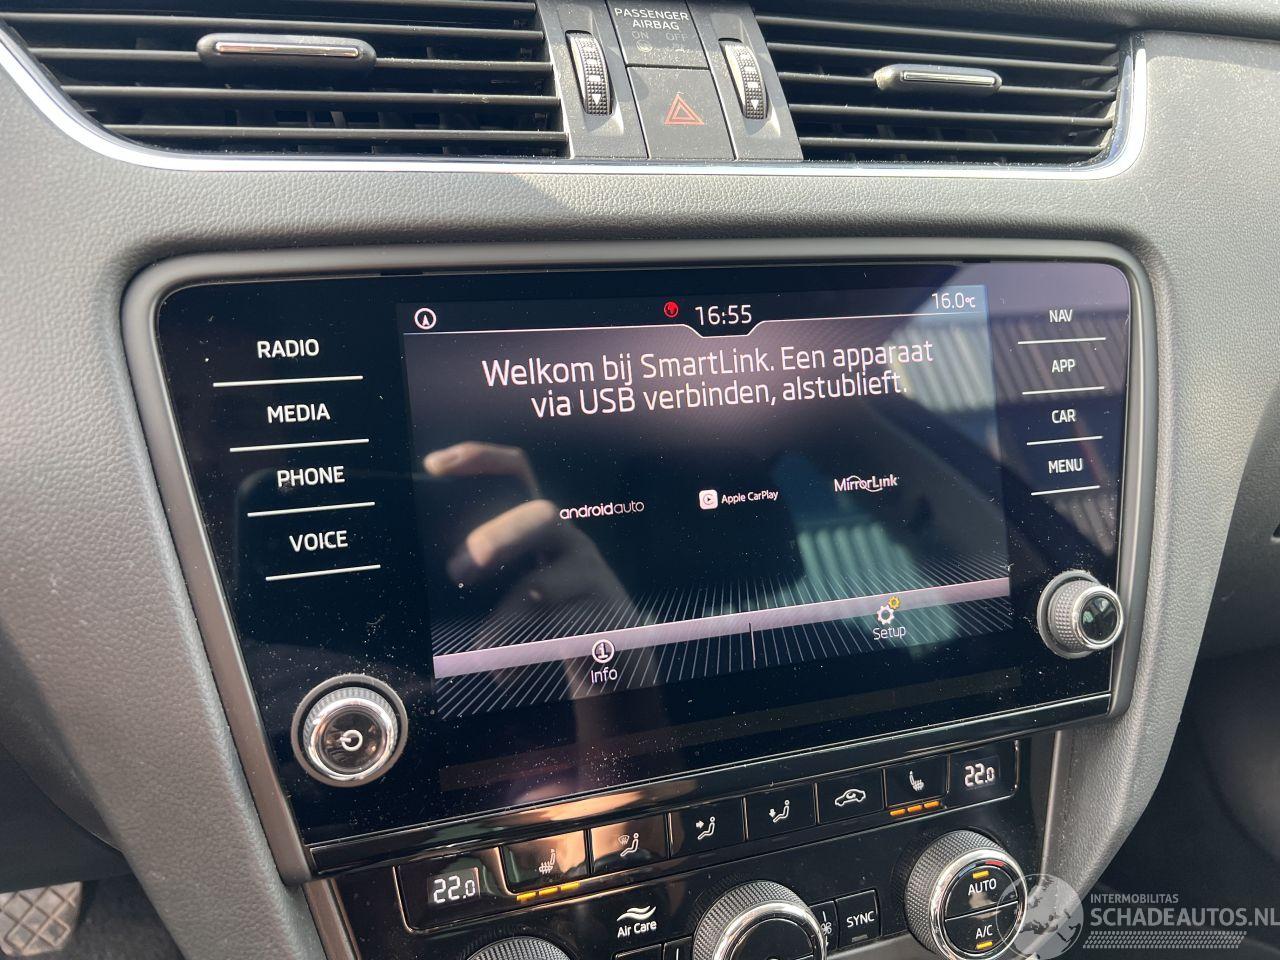 PASSENGER
AIRBAG
ON OFF
16:55
16.0°C
RADIO
MEDIA
PHONE
VOICE
Welkom bij SmartLink. Een apparaat
via USB verbinden, alstublieft.
androidauto
Apple CarPlay
MirrorLink
NAV
APP
CAR
MENU
Info
Setup
22.0
22.0
Air Care
SYNC
AUTO
A/C
INTERMOBILITAS
SCHADEAUTOS.NL